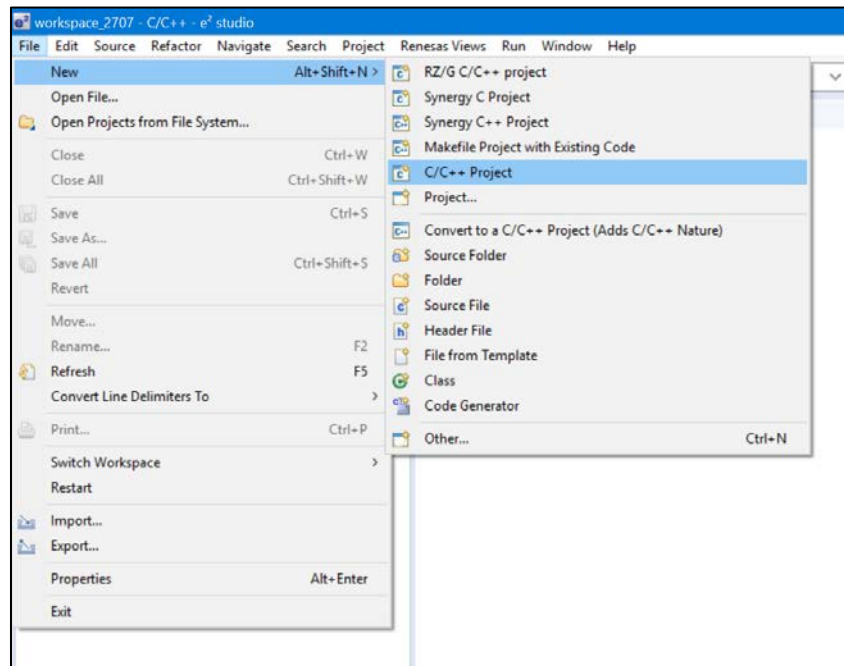 workspace_2707 - C/C++ - e² studio
File Edit Source Refactor Navigate Search Project Renesas Views Run Window Help
New Alt+Shift+N >
Open File...
Open Projects from File System...
Close Ctrl+W
Close All Ctrl+Shift+W
Save Ctrl+S
Save As...
Save All Ctrl+Shift+S
Revert
Move...
Rename... F2
Refresh F5
Convert Line Delimiters To >
Print... Ctrl+P
Switch Workspace >
Restart
Import...
Export...
Properties Alt+Enter
Exit
RZ/G C/C++ project
Synergy C Project
Synergy C++ Project
Makefile Project with Existing Code
C/C++ Project
Project...
Convert to a C/C++ Project (Adds C/C++ Nature)
Source Folder
Folder
Source File
Header File
File from Template
Class
Code Generator
Other... Ctrl+N